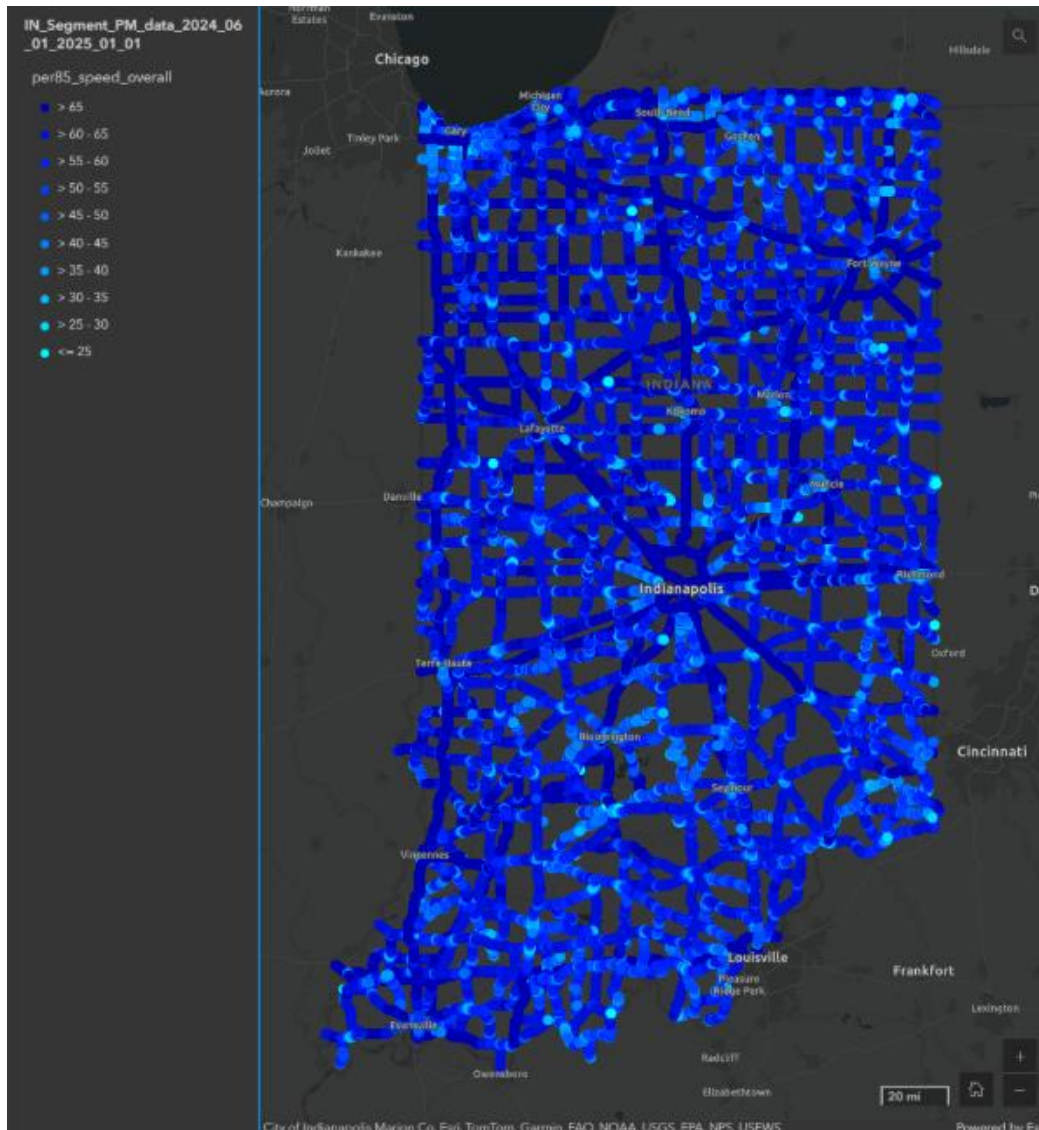 IN_Segment_PM_data_2024_06
_01_2025_01_01
per85_speed_overall
> 65
> 60 - 65
> 55 - 60
> 50 - 55
> 45 - 50
> 40 - 45
> 35 - 40
> 30 - 35
> 25 - 30
<= 25
Norman
Estates
Evanston
Chicago
Hillsdale
Aurora
Michigan
City
South Bend
Tinley Park
Gary
Goshen
Joliet
Kankakee
Fort Wayne
INDIANA
Marion
Kokomo
Lafayette
Muncie
Champaign
Danville
Richmond
Indianapolis
Oxford
Terre Haute
Bloomington
Cincinnati
Seymour
Vincennes
Louisville
Pleasure
Ridge Park
Frankfort
Lexington
Evansville
Radcliff
Owensboro
Elizabethtown
20 mi
+
−
City of Indianapolis Marion Co, Esri, TomTom, Garmin, FAO, NOAA, USGS, EPA, NPS, USFWS
Powered by